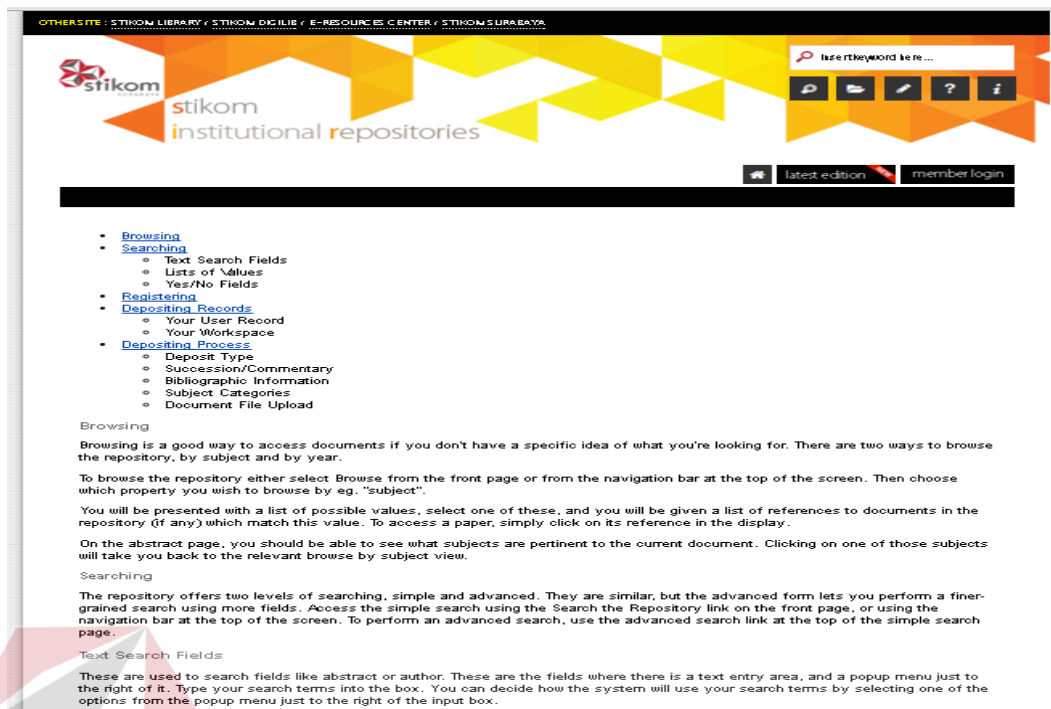 OTHER SITE : STIKOM LIBRARY / STIKOM DIGILIB / E-RESOURCES CENTER / STIKOM SURABAYA
Insert keyword here ...
stikom
SURABAYA
stikom
institutional repositories
? i
latest edition NEW member login
• Browsing
• Searching
Text Search Fields
Lists of Values
Yes/No Fields
• Registering
• Depositing Records
Your User Record
Your Workspace
• Depositing Process
Deposit Type
Succession/Commentary
Bibliographic Information
Subject Categories
Document File Upload
Browsing
Browsing is a good way to access documents if you don't have a specific idea of what you're looking for. There are two ways to browse
the repository, by subject and by year.
To browse the repository either select Browse from the front page or from the navigation bar at the top of the screen. Then choose
which property you wish to browse by eg. "subject".
You will be presented with a list of possible values, select one of these, and you will be given a list of references to documents in the
repository (if any) which match this value. To access a paper, simply click on its reference in the display.
On the abstract page, you should be able to see what subjects are pertinent to the current document. Clicking on one of those subjects
will take you back to the relevant browse by subject view.
Searching
The repository offers two levels of searching, simple and advanced. They are similar, but the advanced form lets you perform a finer-
grained search using more fields. Access the simple search using the Search the Repository link on the front page, or using the
navigation bar at the top of the screen. To perform an advanced search, use the advanced search link at the top of the simple search
page.
Text Search Fields
These are used to search fields like abstract or author. These are the fields where there is a text entry area, and a popup menu just to
the right of it. Type your search terms into the box. You can decide how the system will use your search terms by selecting one of the
options from the popup menu just to the right of the input box.